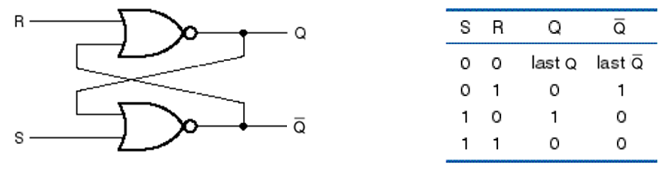 R
Q
Q̅
S
S R Q Q̅
0 0 last Q last Q̅
0 1 0 1
1 0 1 0
1 1 0 0